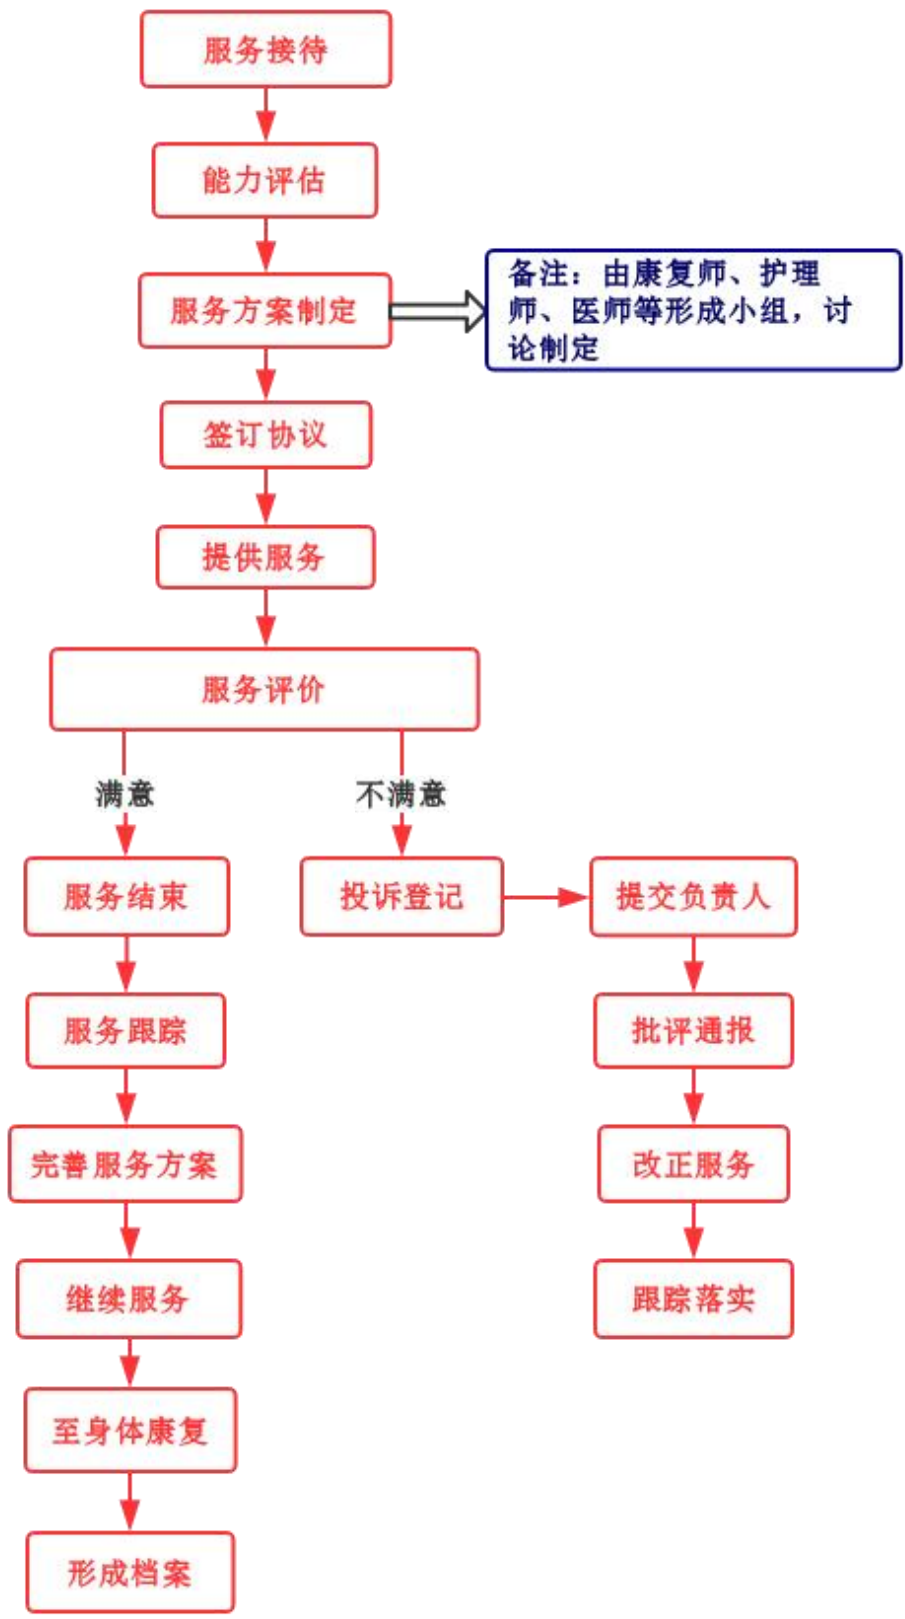 服务接待
能力评估
服务方案制定
备注：由康复师、护理
师、医师等形成小组，讨
论制定
签订协议
提供服务
服务评价
满意
不满意
服务结束
投诉登记
提交负责人
服务跟踪
批评通报
完善服务方案
改正服务
继续服务
跟踪落实
至身体康复
形成档案